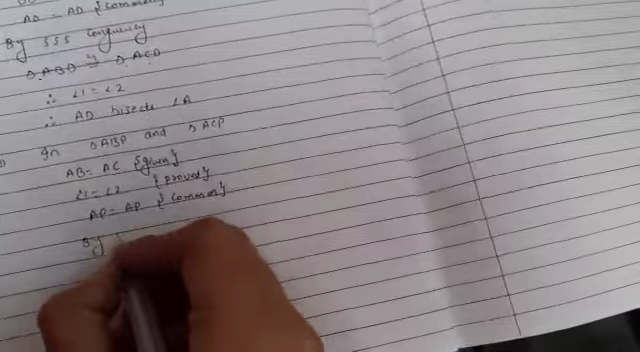 AD = AD {common}
By SSS congruency
△ABD ≅ △ACD
∴ ∠1 = ∠2
∴ AD bisects ∠A
In △ABP and △ACP
AB = AC {given}
∠1 = ∠2 {proved}
AP = AP {common}
By